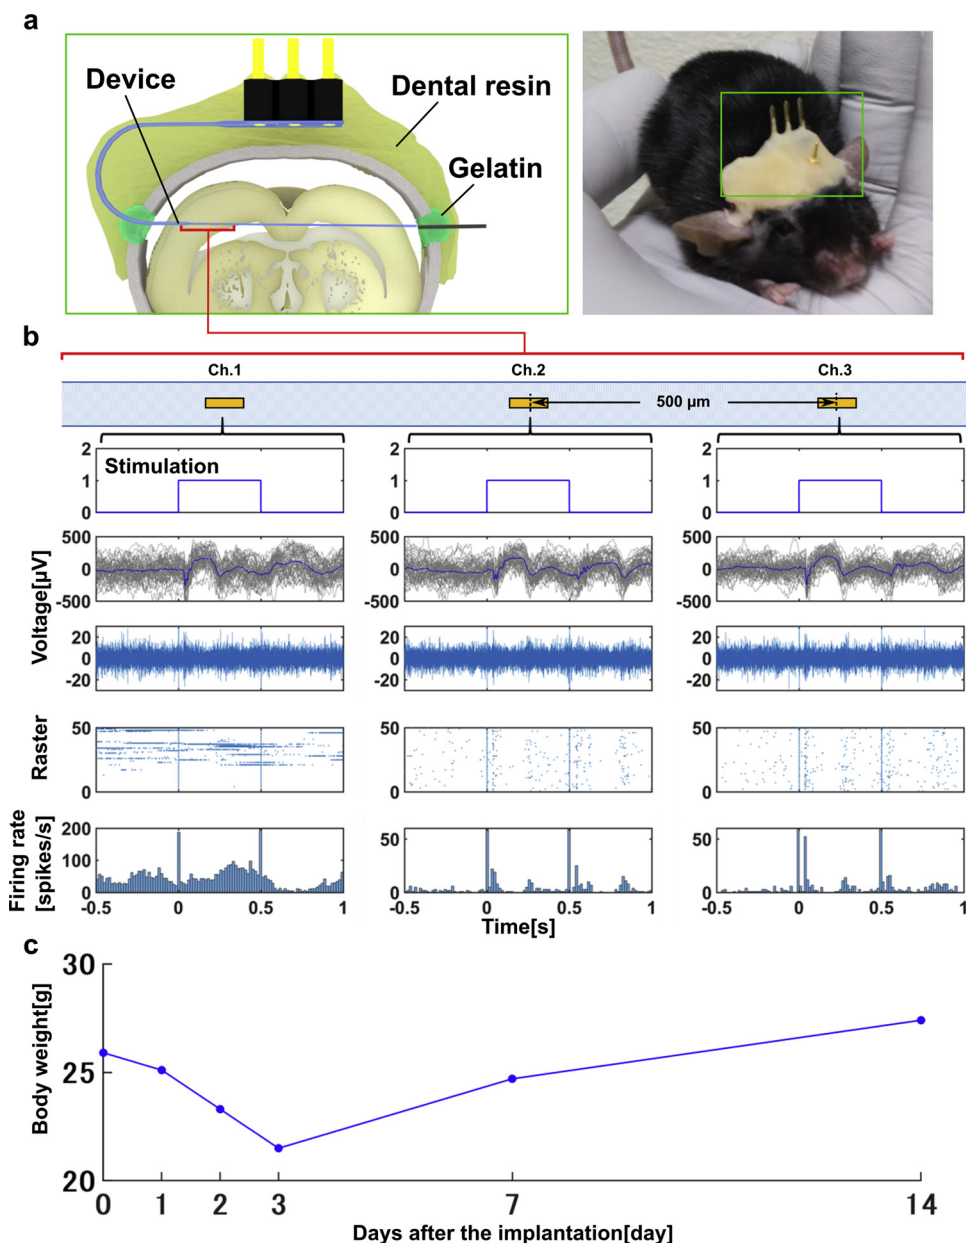 a
Device
Dental resin
Gelatin
b
Ch.1 Ch.2 Ch.3
500 µm
Stimulation
2 2 2
1 1 1
0 0 0
Voltage[µV]
500 500 500
0 0 0
-500 -500 -500
20 20 20
0 0 0
-20 -20 -20
Raster
50 50 50
0 0 0
Firing rate
[spikes/s]
200 50 50
100
0 0 0
-0.5 0 0.5 1 -0.5 0 0.5 1 -0.5 0 0.5 1
Time[s]
c
Body weight[g]
30
25
20
0 1 2 3 7 14
Days after the implantation[day]